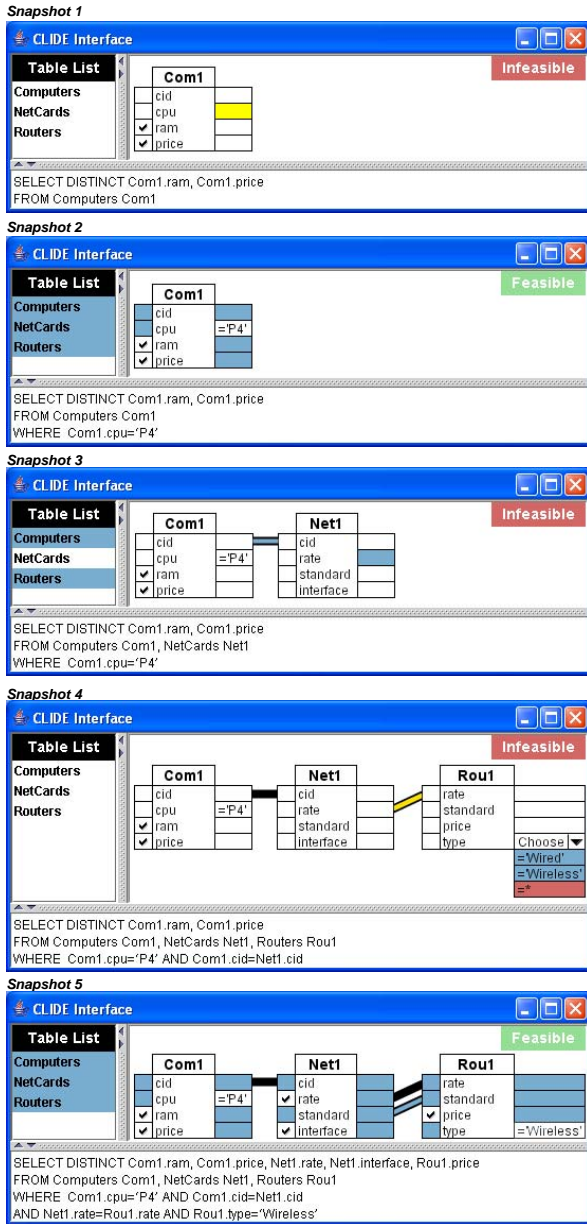 Snapshot 1
CLIDE Interface
Table List
Computers
NetCards
Routers
Com1
cid
cpu
ram
price
Infeasible
SELECT DISTINCT Com1.ram, Com1.price
FROM Computers Com1
Snapshot 2
CLIDE Interface
Table List
Computers
NetCards
Routers
Com1
cid
cpu ='P4'
ram
price
Feasible
SELECT DISTINCT Com1.ram, Com1.price
FROM Computers Com1
WHERE Com1.cpu='P4'
Snapshot 3
CLIDE Interface
Table List
Computers
NetCards
Routers
Com1
cid
cpu ='P4'
ram
price
Net1
cid
rate
standard
interface
Infeasible
SELECT DISTINCT Com1.ram, Com1.price
FROM Computers Com1, NetCards Net1
WHERE Com1.cpu='P4'
Snapshot 4
CLIDE Interface
Table List
Computers
NetCards
Routers
Com1
cid
cpu ='P4'
ram
price
Net1
cid
rate
standard
interface
Rou1
rate
standard
price
type Choose
='Wired'
='Wireless'
=*
Infeasible
SELECT DISTINCT Com1.ram, Com1.price
FROM Computers Com1, NetCards Net1, Routers Rou1
WHERE Com1.cpu='P4' AND Com1.cid=Net1.cid
Snapshot 5
CLIDE Interface
Table List
Computers
NetCards
Routers
Com1
cid
cpu ='P4'
ram
price
Net1
cid
rate
standard
interface
Rou1
rate
standard
price
type ='Wireless'
Feasible
SELECT DISTINCT Com1.ram, Com1.price, Net1.rate, Net1.interface, Rou1.price
FROM Computers Com1, NetCards Net1, Routers Rou1
WHERE Com1.cpu='P4' AND Com1.cid=Net1.cid
AND Net1.rate=Rou1.rate AND Rou1.type='Wireless'